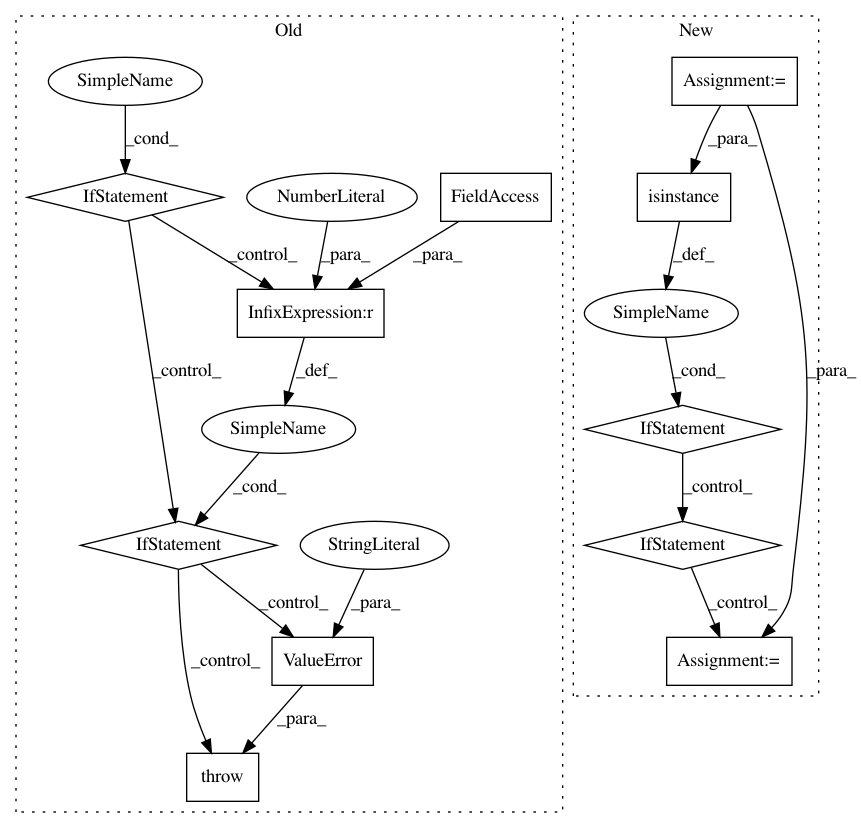 Old
New
SimpleName
Assignment:=
_cond_
_para_
IfStatement
NumberLiteral
FieldAccess
isinstance
_control_
_para_
_para_
_def_
InfixExpression:r
SimpleName
_control_
_def_
_cond_
_para_
SimpleName
IfStatement
_cond_
_control_
IfStatement
StringLiteral
IfStatement
_control_
_para_
_control_
_control_
ValueError
Assignment:=
_para_
throw